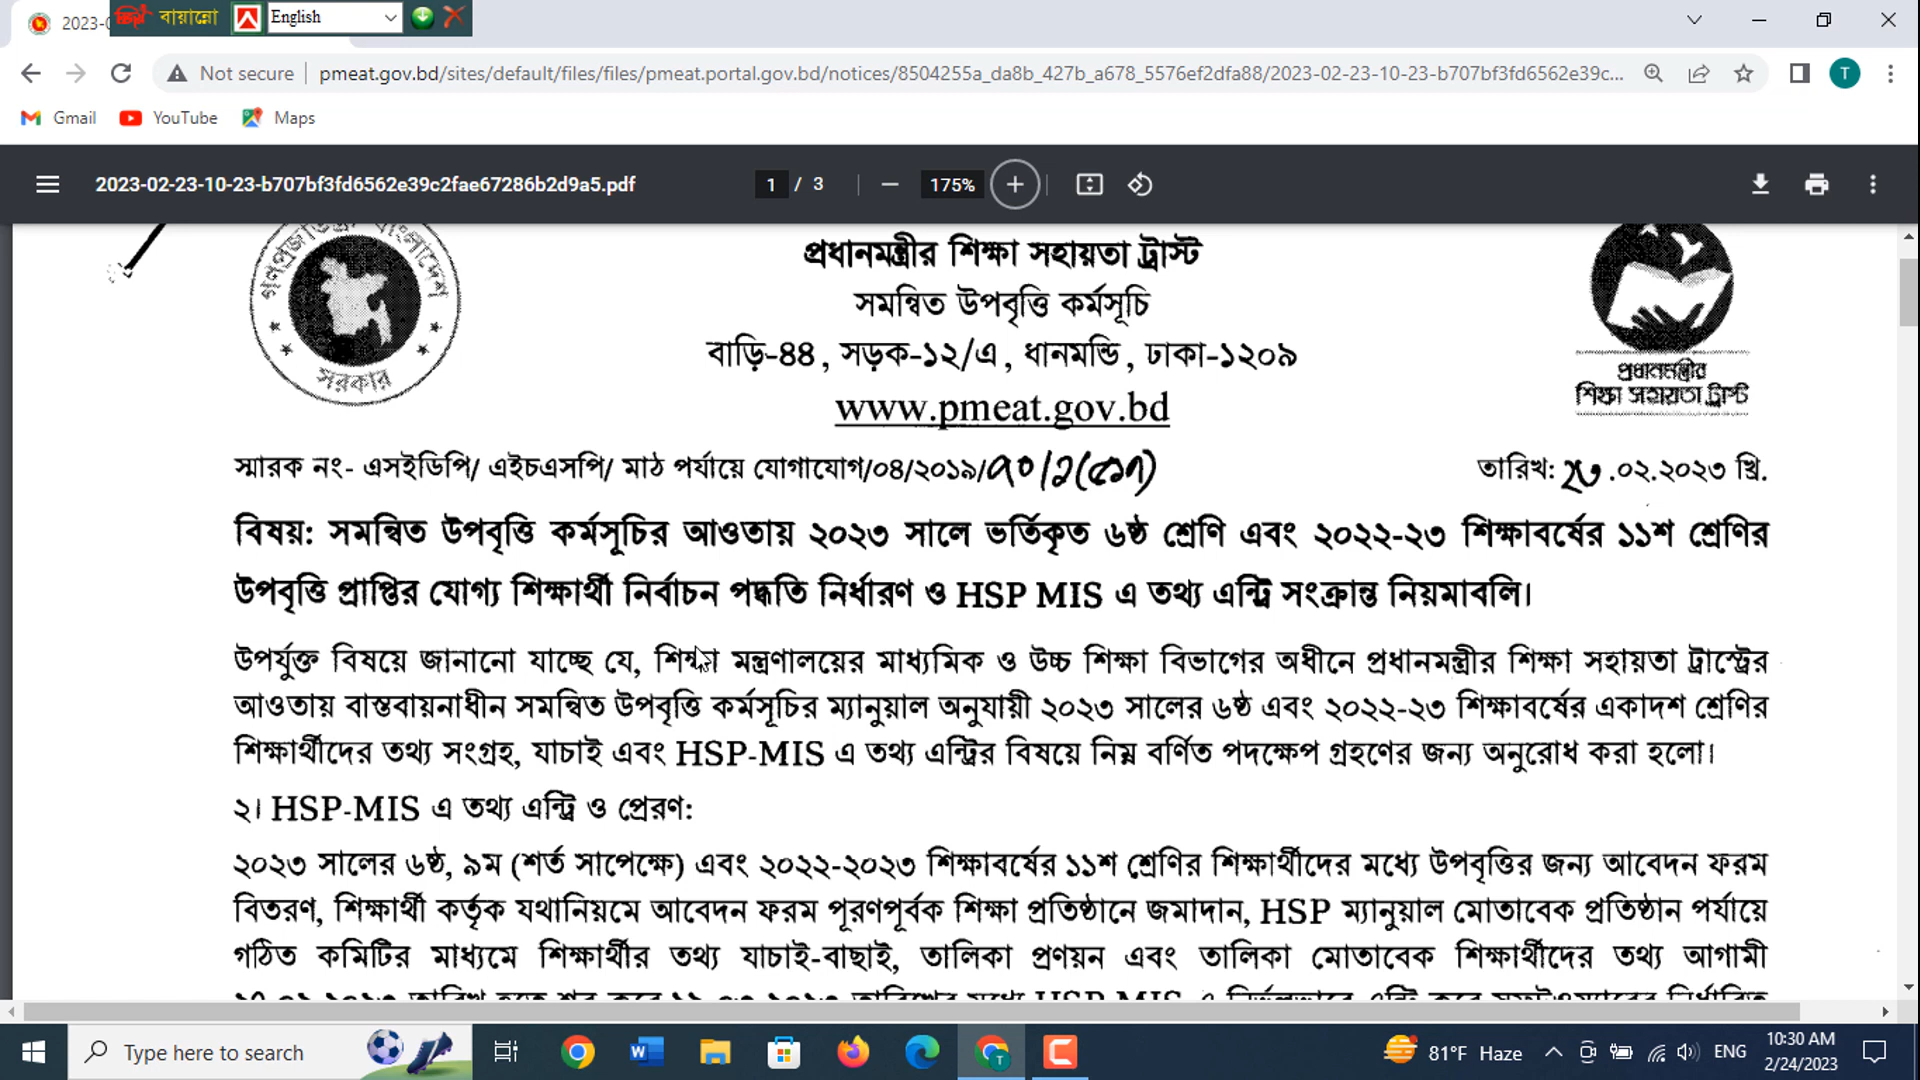 2023-0
বায়ান্নো
English
Not secure
pmeat.gov.bd/sites/default/files/files/pmeat.portal.gov.bd/notices/8504255a_da8b_427b_a678_5576ef2dfa88/2023-02-23-10-23-b707bf3fd6562e39c...
T
Gmail
YouTube
Maps
2023-02-23-10-23-b707bf3fd6562e39c2fae67286b2d9a5.pdf
1 / 3
175%
গণপ্রজাতন্ত্রী বাংলাদেশ
সরকার
প্রধানমন্ত্রীর শিক্ষা সহায়তা ট্রাস্ট
সমন্বিত উপবৃত্তি কর্মসূচি
বাড়ি-৪৪, সড়ক-১২/এ, ধানমন্ডি, ঢাকা-১২০৯
www.pmeat.gov.bd
প্রধানমন্ত্রীর
শিক্ষা সহায়তা ট্রাস্ট
স্মারক নং- এসইডিপি/ এইচএসপি/ মাঠ পর্যায়ে যোগাযোগ/০৪/২০১৯/
তারিখ: ২৩.০২.২০২৩ খ্রি.
বিষয়: সমন্বিত উপবৃত্তি কর্মসূচির আওতায় ২০২৩ সালে ভর্তিকৃত ৬ষ্ঠ শ্রেণি এবং ২০২২-২৩ শিক্ষাবর্ষের ১১শ শ্রেণির
উপবৃত্তি প্রাপ্তির যোগ্য শিক্ষার্থী নির্বাচন পদ্ধতি নির্ধারণ ও HSP MIS এ তথ্য এন্ট্রি সংক্রান্ত নিয়মাবলি।
উপর্যুক্ত বিষয়ে জানানো যাচ্ছে যে, শিক্ষা মন্ত্রণালয়ের মাধ্যমিক ও উচ্চ শিক্ষা বিভাগের অধীনে প্রধানমন্ত্রীর শিক্ষা সহায়তা ট্রাস্ট্রের
আওতায় বাস্তবায়নাধীন সমন্বিত উপবৃত্তি কর্মসূচির ম্যানুয়াল অনুযায়ী ২০২৩ সালের ৬ষ্ঠ এবং ২০২২-২৩ শিক্ষাবর্ষের একাদশ শ্রেণির
শিক্ষার্থীদের তথ্য সংগ্রহ, যাচাই এবং HSP-MIS এ তথ্য এন্ট্রির বিষয়ে নিম্ন বর্ণিত পদক্ষেপ গ্রহণের জন্য অনুরোধ করা হলো।
২। HSP-MIS এ তথ্য এন্ট্রি ও প্রেরণ:
২০২৩ সালের ৬ষ্ঠ, ৯ম (শর্ত সাপেক্ষে) এবং ২০২২-২০২৩ শিক্ষাবর্ষের ১১শ শ্রেণির শিক্ষার্থীদের মধ্যে উপবৃত্তির জন্য আবেদন ফরম
বিতরণ, শিক্ষার্থী কর্তৃক যথানিয়মে আবেদন ফরম পূরণপূর্বক শিক্ষা প্রতিষ্ঠানে জমাদান, HSP ম্যানুয়াল মোতাবেক প্রতিষ্ঠান পর্যায়ে
গঠিত কমিটির মাধ্যমে শিক্ষার্থীর তথ্য যাচাই-বাছাই, তালিকা প্রণয়ন এবং তালিকা মোতাবেক শিক্ষার্থীদের তথ্য আগামী
Type here to search
81°F Haze
ENG
10:30 AM
2/24/2023